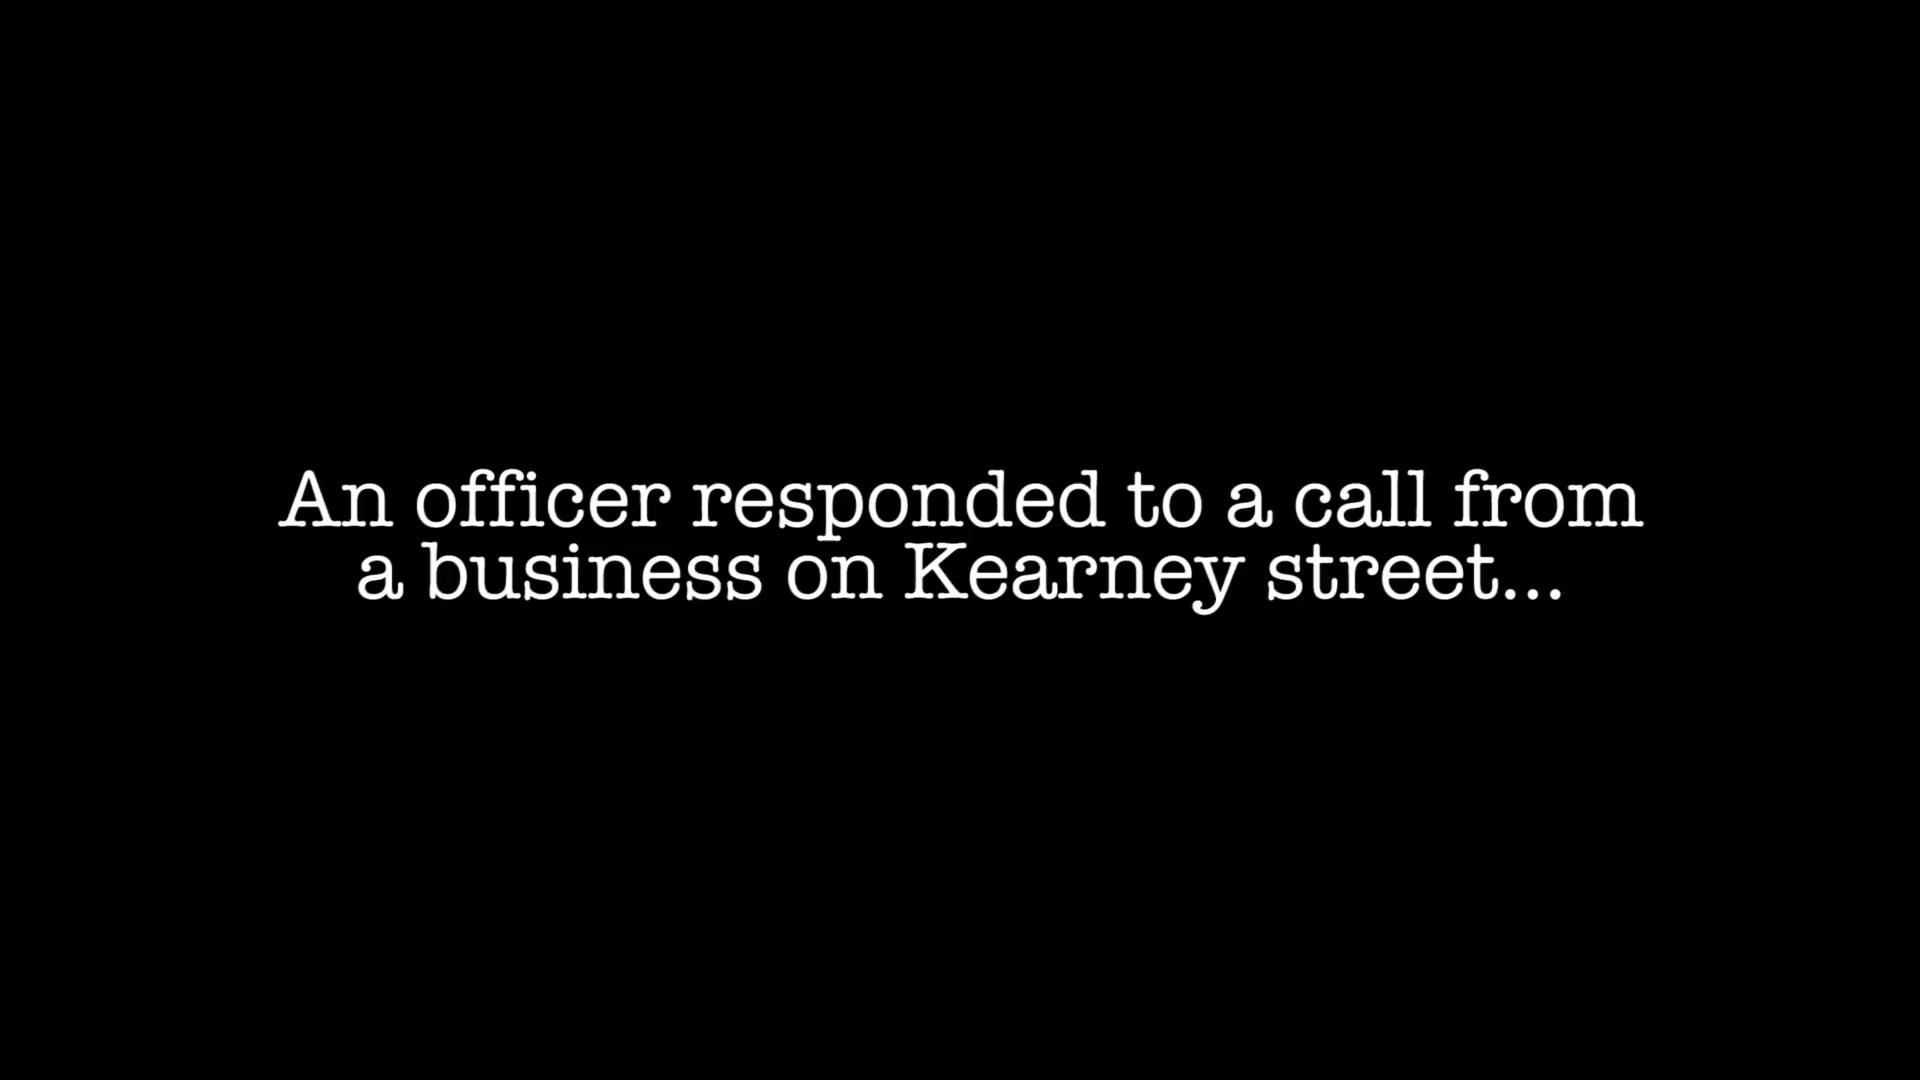 An officer responded to a call from
a business on Kearney street...